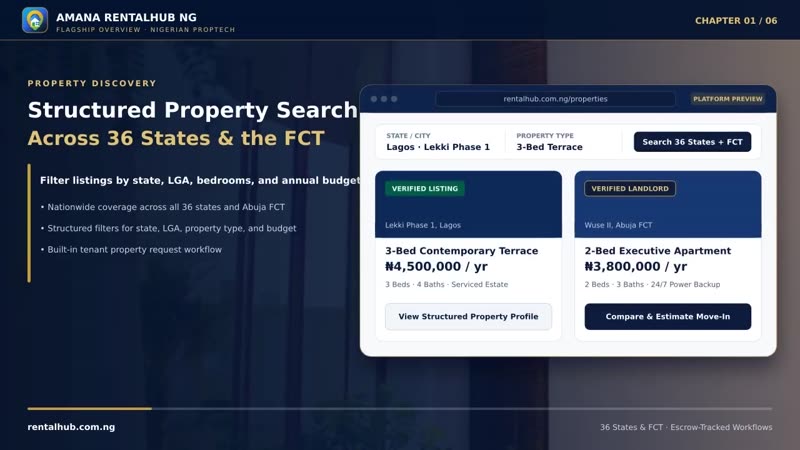 AMANA RENTALHUB NG
FLAGSHIP OVERVIEW · NIGERIAN PROPTECH
CHAPTER 01 / 06
PROPERTY DISCOVERY
Structured Property Search
Across 36 States & the FCT
Filter listings by state, LGA, bedrooms, and annual budget
• Nationwide coverage across all 36 states and Abuja FCT
• Structured filters for state, LGA, property type, and budget
• Built-in tenant property request workflow
rentalhub.com.ng/properties
PLATFORM PREVIEW
STATE / CITY
Lagos · Lekki Phase 1
PROPERTY TYPE
3-Bed Terrace
Search 36 States + FCT
VERIFIED LISTING
Lekki Phase 1, Lagos
3-Bed Contemporary Terrace
₦4,500,000 / yr
3 Beds · 4 Baths · Serviced Estate
View Structured Property Profile
VERIFIED LANDLORD
Wuse II, Abuja FCT
2-Bed Executive Apartment
₦3,800,000 / yr
2 Beds · 3 Baths · 24/7 Power Backup
Compare & Estimate Move-In
rentalhub.com.ng
36 States & FCT · Escrow-Tracked Workflows